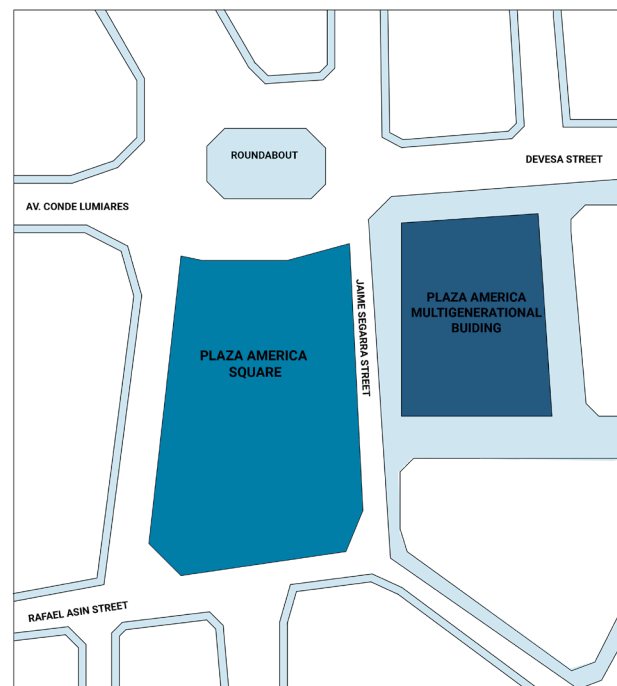 ROUNDABOUT
DEVESA STREET
AV. CONDE LUMIARES
JAIME SEGARRA STREET
PLAZA AMERICA
MULTIGENERATIONAL
BUIDING
PLAZA AMERICA
SQUARE
RAFAEL ASIN STREET